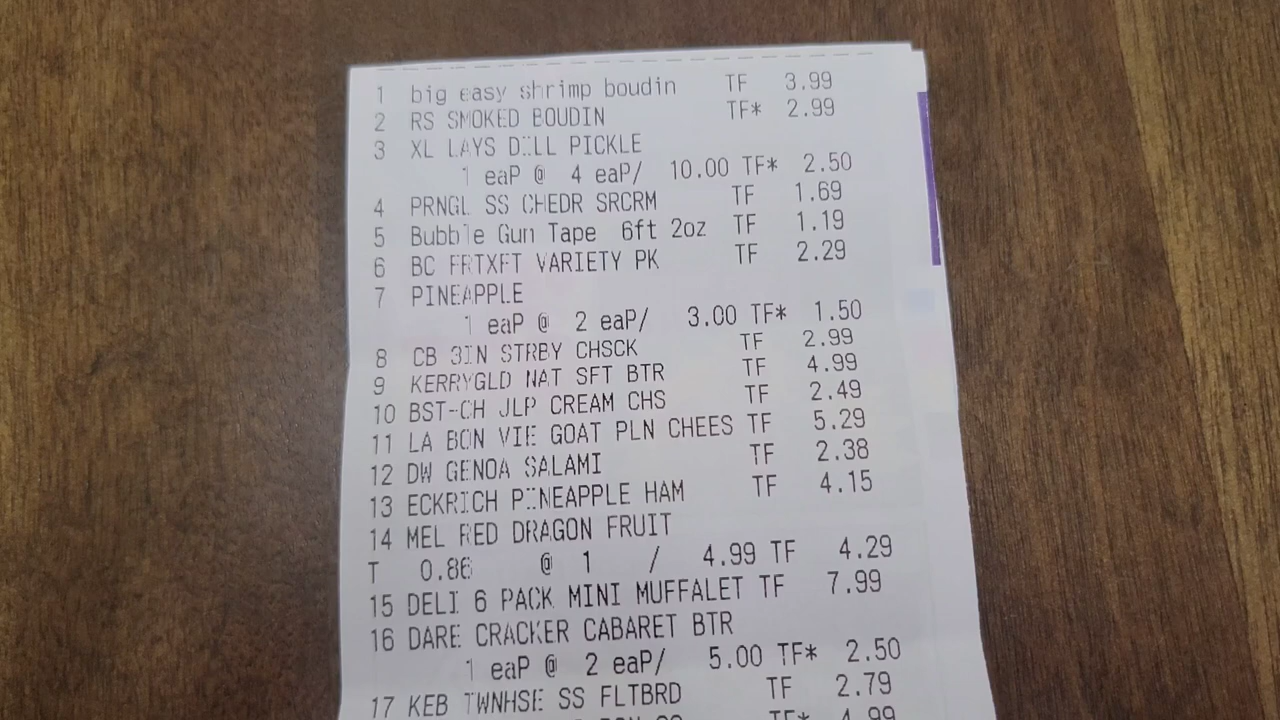 1 big easy shrimp boudin TF 3.99
2 RS SMOKED BOUDIN TF* 2.99
3 XL LAYS DILL PICKLE
1 eaP @ 4 eaP/ 10.00 TF* 2.50
4 PRNGL SS CHEDR SRCRM TF 1.69
5 Bubble Gun Tape 6ft 2oz TF 1.19
6 BC FRTXFT VARIETY PK TF 2.29
7 PINEAPPLE
1 eaP @ 2 eaP/ 3.00 TF* 1.50
8 CB 3IN STRBY CHSCK TF 2.99
9 KERRYGLD NAT SFT BTR TF 4.99
10 BST-CH JLP CREAM CHS TF 2.49
11 LA BON VIE GOAT PLN CHEES TF 5.29
12 DW GENOA SALAMI TF 2.38
13 ECKRICH PINEAPPLE HAM TF 4.15
14 MEL RED DRAGON FRUIT
T 0.86 @ 1 / 4.99 TF 4.29
15 DELI 6 PACK MINI MUFFALET TF 7.99
16 DARE CRACKER CABARET BTR
1 eaP @ 2 eaP/ 5.00 TF* 2.50
17 KEB TWNHSE SS FLTBRD TF 2.79
TF* 4.99